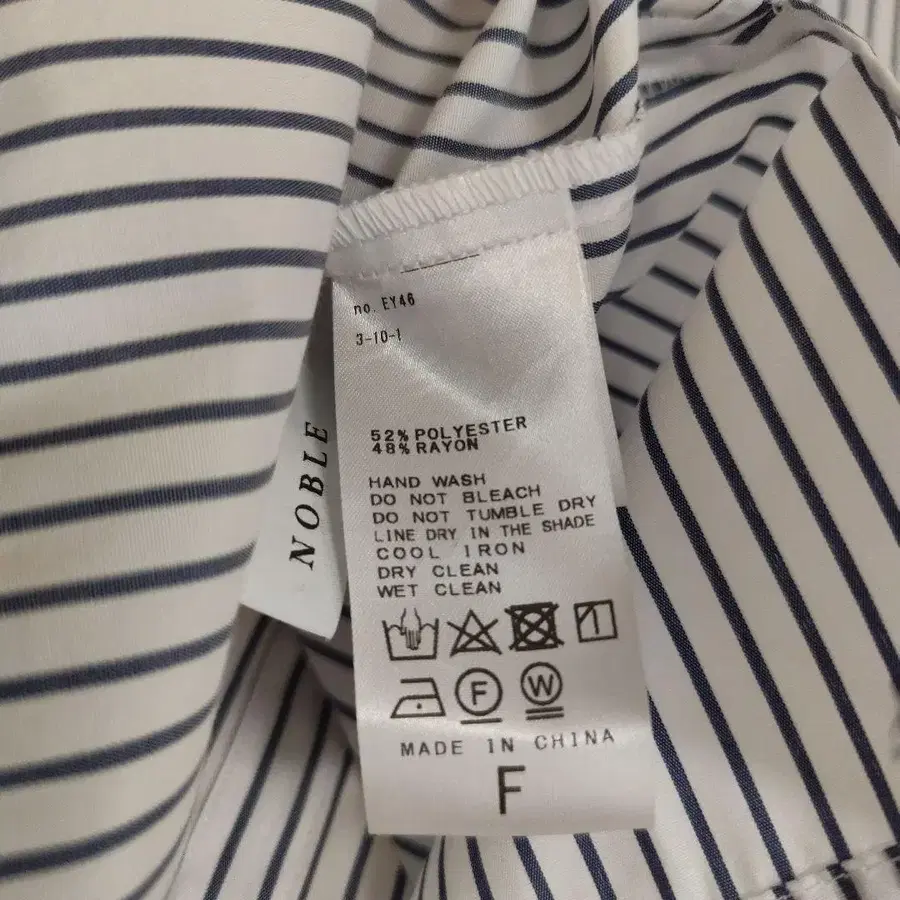 no. EY46
3-10-1
52% POLYESTER
48% RAYON
HAND WASH
DO NOT BLEACH
DO NOT TUMBLE DRY
LINE DRY IN THE SHADE
COOL IRON
DRY CLEAN
WET CLEAN
F W
MADE IN CHINA
F
NOBLE